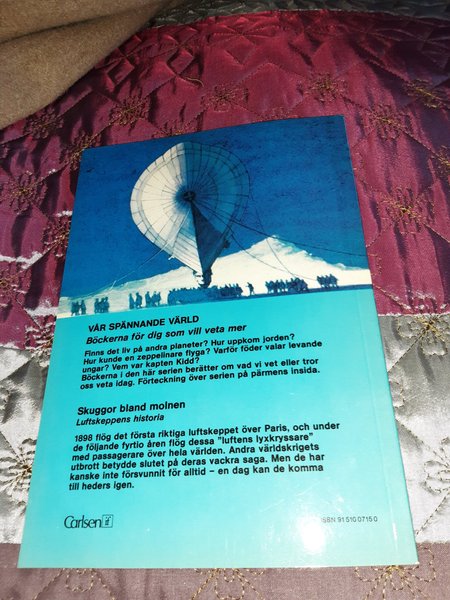 VÅR SPÄNNANDE VÄRLD
Böckerna för dig som vill veta mer
Finns det liv på andra planeter? Hur uppkom jorden?
Hur kunde en zeppelinare flyga? Varför föder valar levande
ungar? Vem var kapten Kidd?
Böckerna i den här serien berättar om vad vi vet eller tror
oss veta idag. Förteckning över serien på pärmens insida.
Skuggor bland molnen
Luftskeppens historia
1898 flög det första riktiga luftskeppet över Paris, och under
de följande fyrtio åren flög dessa "luftens lyxkryssare"
med passagerare över hela världen. Andra världskrigets
utbrott betydde slutet på deras vackra saga. Men de har
kanske inte försvunnit för alltid – en dag kan de komma
till heders igen.
Carlsen if
ISBN 91 510 0715 0